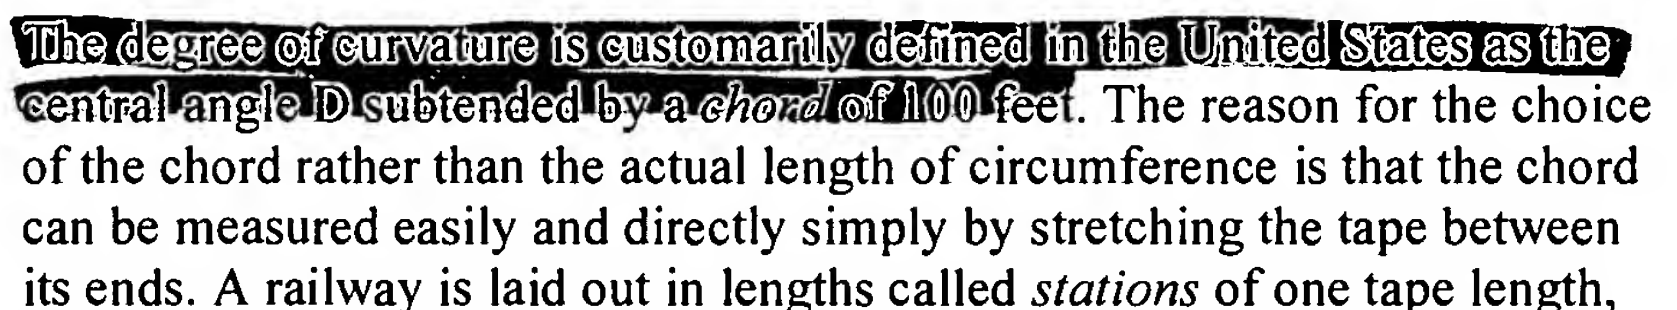 The degree of curvature is customarily defined in the United States as the
central angle D subtended by a chord of 100 feet. The reason for the choice
of the chord rather than the actual length of circumference is that the chord
can be measured easily and directly simply by stretching the tape between
its ends. A railway is laid out in lengths called stations of one tape length,